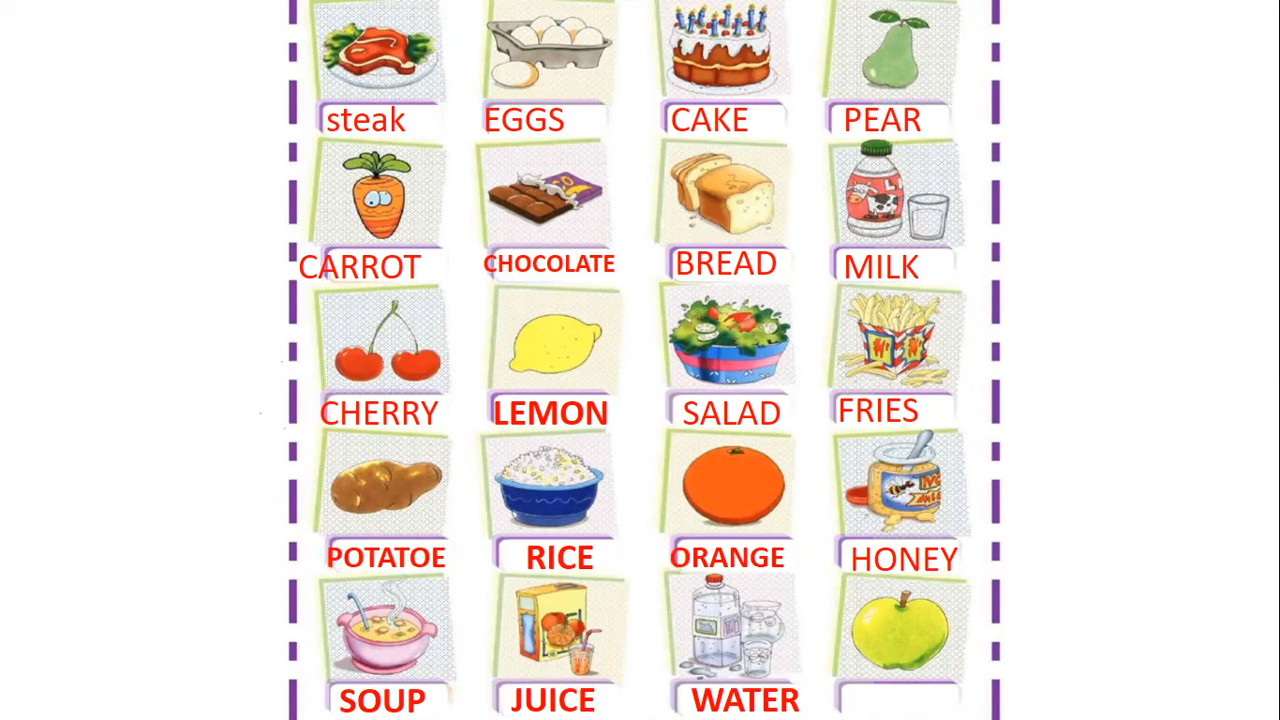 steak EGGS CAKE PEAR
CARROT CHOCOLATE BREAD MILK
CHERRY LEMON SALAD FRIES
POTATOE RICE ORANGE HONEY
SOUP JUICE WATER